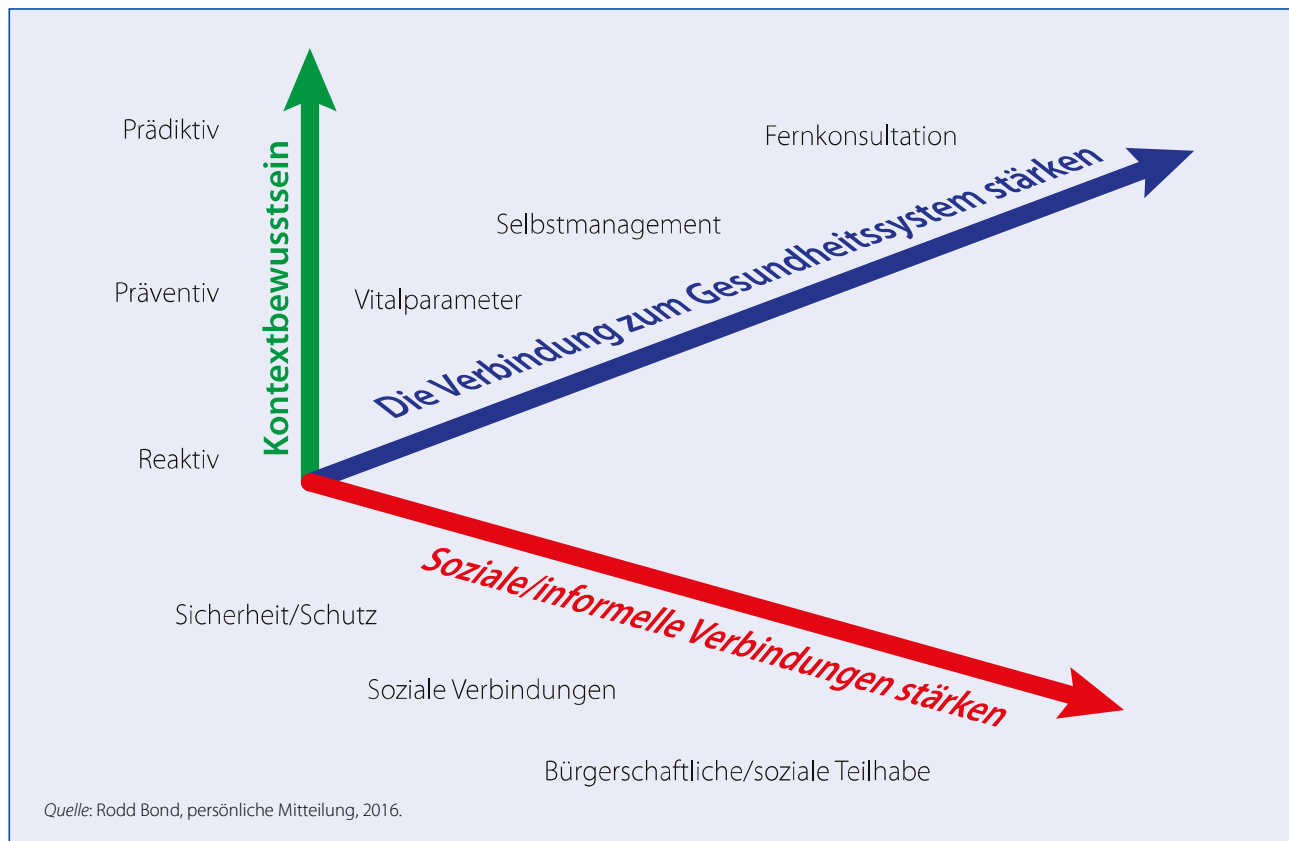 Prädiktiv
Präventiv
Reaktiv
Kontextbewusstsein
Fernkonsultation
Selbstmanagement
Vitalparameter
Die Verbindung zum Gesundheitssystem stärken
Soziale/informelle Verbindungen stärken
Sicherheit/Schutz
Soziale Verbindungen
Bürgerschaftliche/soziale Teilhabe
Quelle: Rodd Bond, persönliche Mitteilung, 2016.